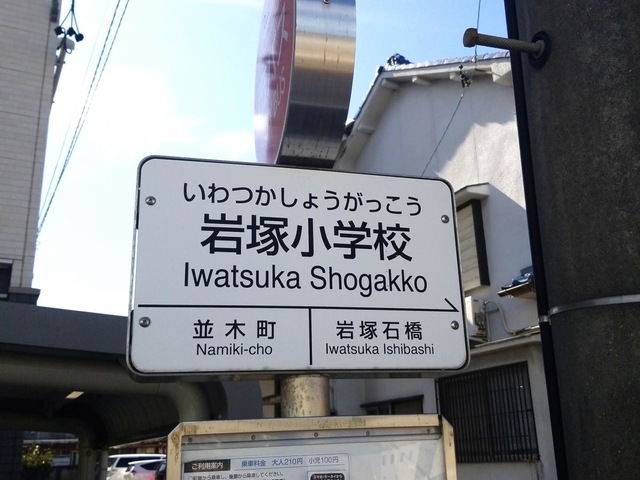 いわつかしょうがっこう
岩塚小学校
Iwatsuka Shogakko
並木町
Namiki-cho
岩塚石橋
Iwatsuka Ishibashi
ご利用案内
乗車料金 大人210円 小児100円